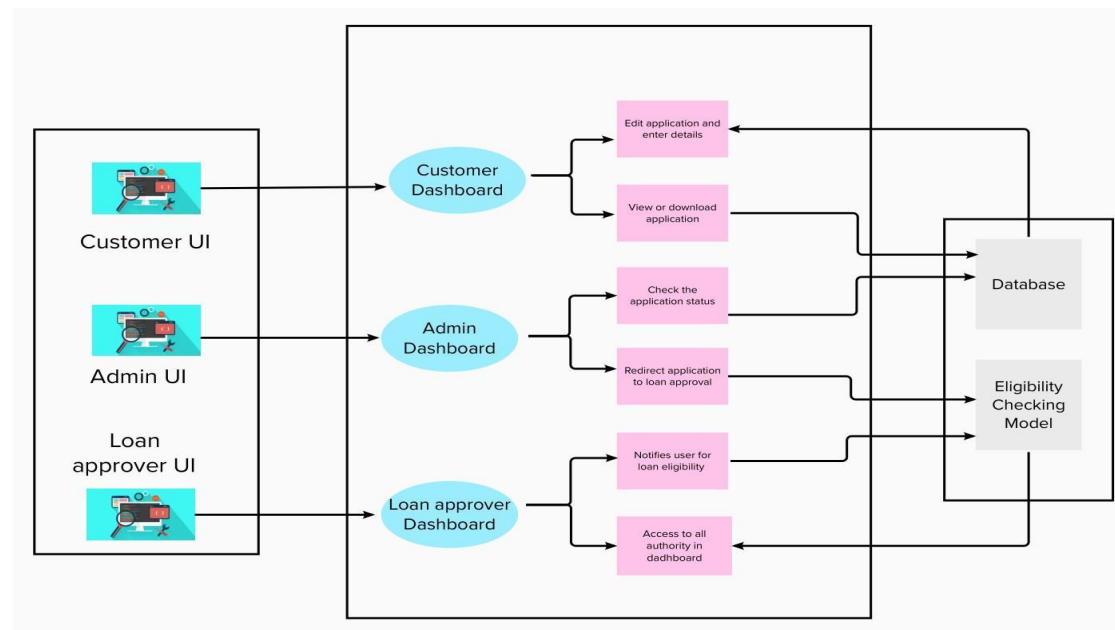 Customer UI
Admin UI
Loan
approver UI
Customer
Dashboard
Admin
Dashboard
Loan approver
Dashboard
Edit application and
enter details
View or download
application
Check the
application status
Redirect application
to loan approval
Notifies user for
loan eligibility
Access to all
authority in
dadhboard
Database
Eligibility
Checking
Model